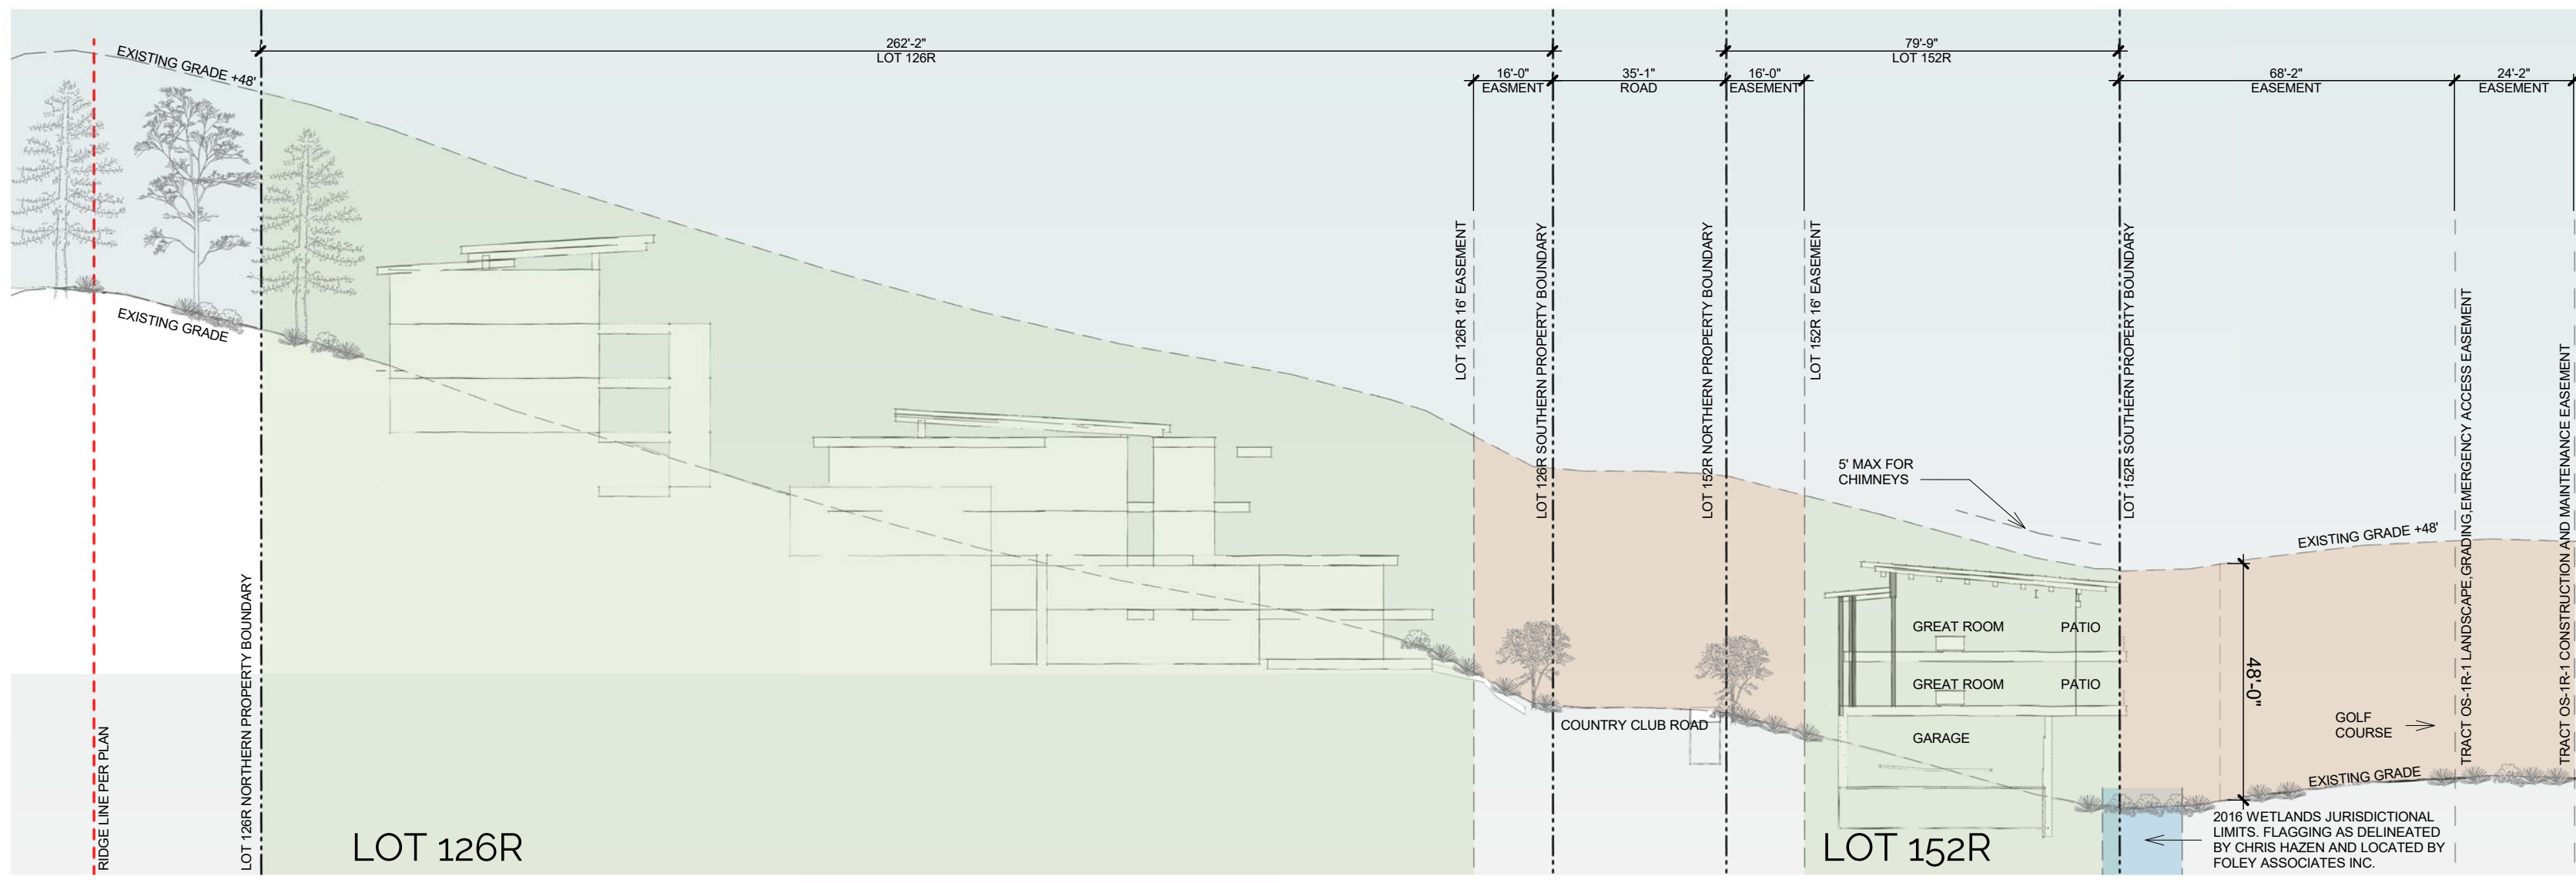 EXISTING GRADE +48'
262'-2"
LOT 126R
16'-0"
EASMENT
35'-1"
ROAD
16'-0"
EASEMENT
79'-9"
LOT 152R
68'-2"
EASEMENT
24'-2"
EASEMENT
EXISTING GRADE
RIDGE LINE PER PLAN
LOT 126R NORTHERN PROPERTY BOUNDARY
LOT 126R 16' EASEMENT
LOT 126R SOUTHERN PROPERTY BOUNDARY
LOT 152R NORTHERN PROPERTY BOUNDARY
LOT 152R 16' EASEMENT
5' MAX FOR
CHIMNEYS
LOT 152R SOUTHERN PROPERTY BOUNDARY
EXISTING GRADE +48'
TRACT OS-1R-1 LANDSCAPE,GRADING,EMERGENCY ACCESS EASEMENT
TRACT OS-1R-1 CONSTRUCTION AND MAINTENANCE EASEMENT
GREAT ROOM
PATIO
GREAT ROOM
PATIO
GARAGE
COUNTRY CLUB ROAD
48'-0"
GOLF
COURSE
EXISTING GRADE
2016 WETLANDS JURISDICTIONAL
LIMITS. FLAGGING AS DELINEATED
BY CHRIS HAZEN AND LOCATED BY
FOLEY ASSOCIATES INC.
LOT 126R
LOT 152R